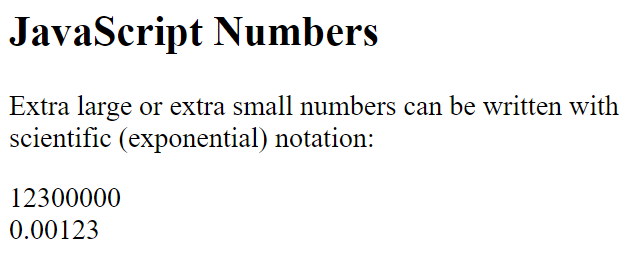 JavaScript Numbers
Extra large or extra small numbers can be written with
scientific (exponential) notation:
12300000
0.00123